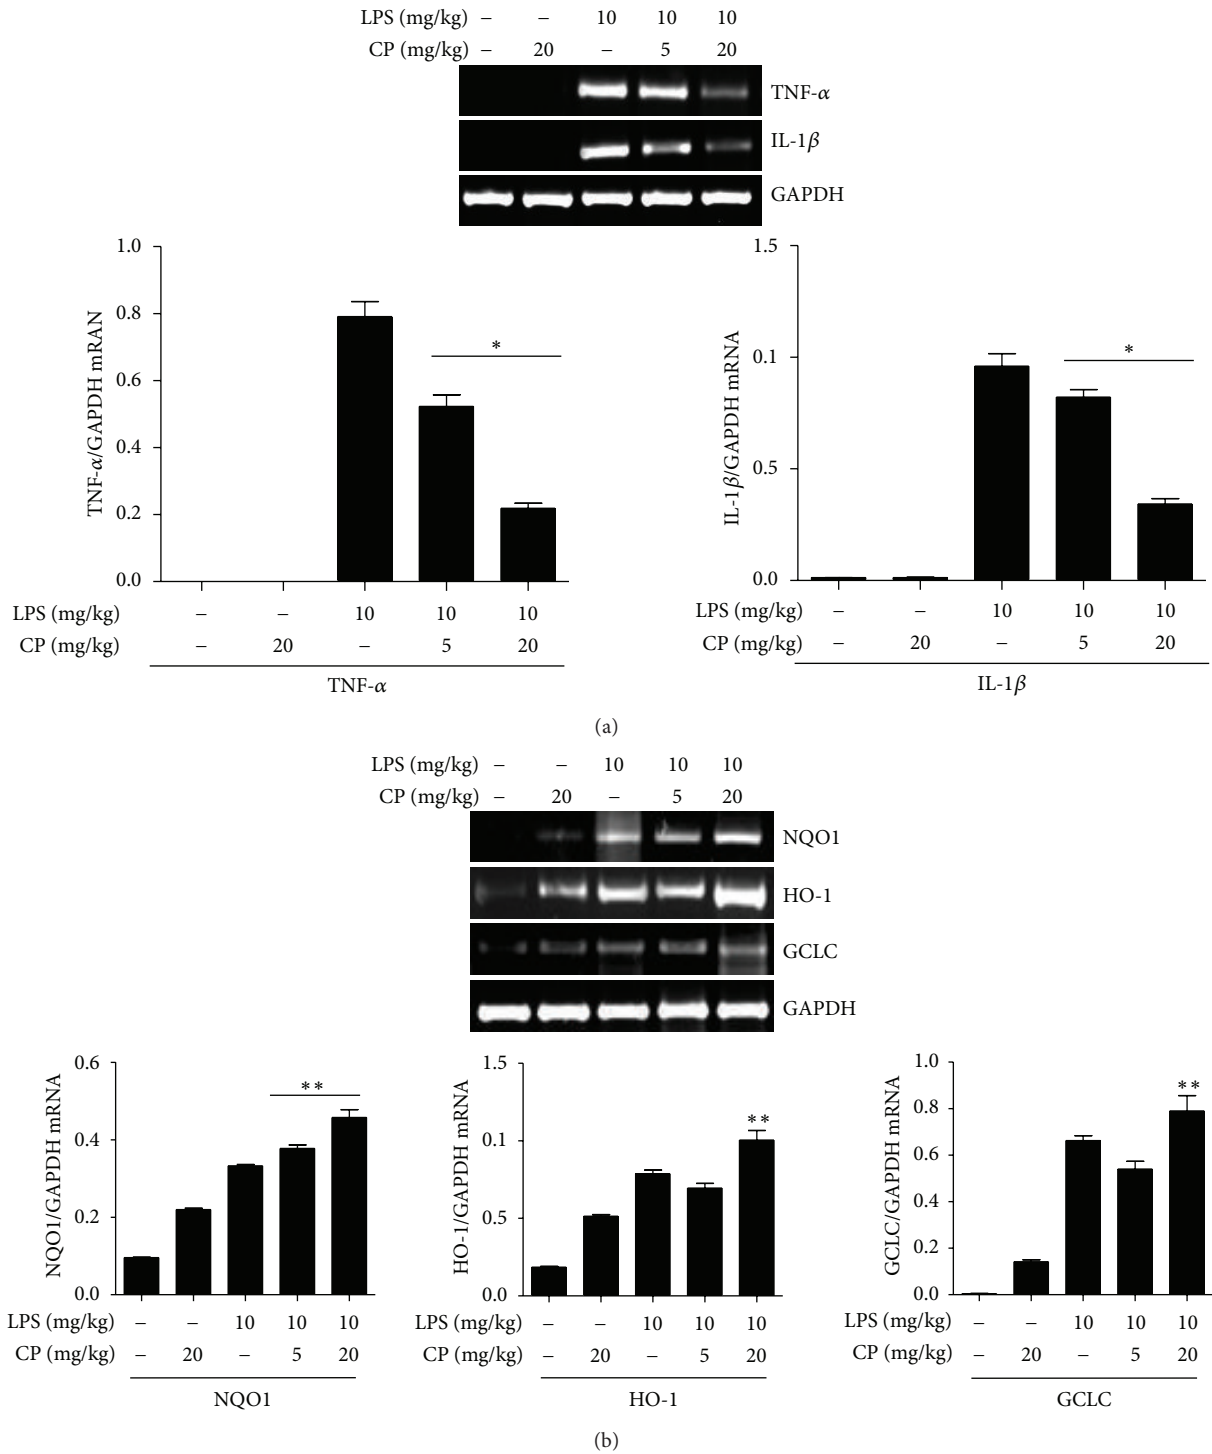 LPS (mg/kg) – – 10 10 10
CP (mg/kg) – 20 – 5 20
TNF-α
IL-1β
GAPDH
1.0
0.8
0.6
0.4
0.2
0.0
TNF-α/GAPDH mRAN
*
LPS (mg/kg) – – 10 10 10
CP (mg/kg) – 20 – 5 20
TNF-α
1.5
0.1
0.5
0.0
IL-1β/GAPDH mRNA
*
LPS (mg/kg) – – 10 10 10
CP (mg/kg) – 20 – 5 20
IL-1β
(a)
LPS (mg/kg) – – 10 10 10
CP (mg/kg) – 20 – 5 20
NQO1
HO-1
GCLC
GAPDH
0.6
0.4
0.2
0.0
NQO1/GAPDH mRNA
**
LPS (mg/kg) – – 10 10 10
CP (mg/kg) – 20 – 5 20
NQO1
1.5
0.1
0.5
0.0
HO-1/GAPDH mRNA
**
LPS (mg/kg) – – 10 10 10
CP (mg/kg) – 20 – 5 20
HO-1
1.0
0.8
0.6
0.4
0.2
0.0
GCLC/GAPDH mRNA
**
LPS (mg/kg) – – 10 10 10
CP (mg/kg) – 20 – 5 20
GCLC
(b)